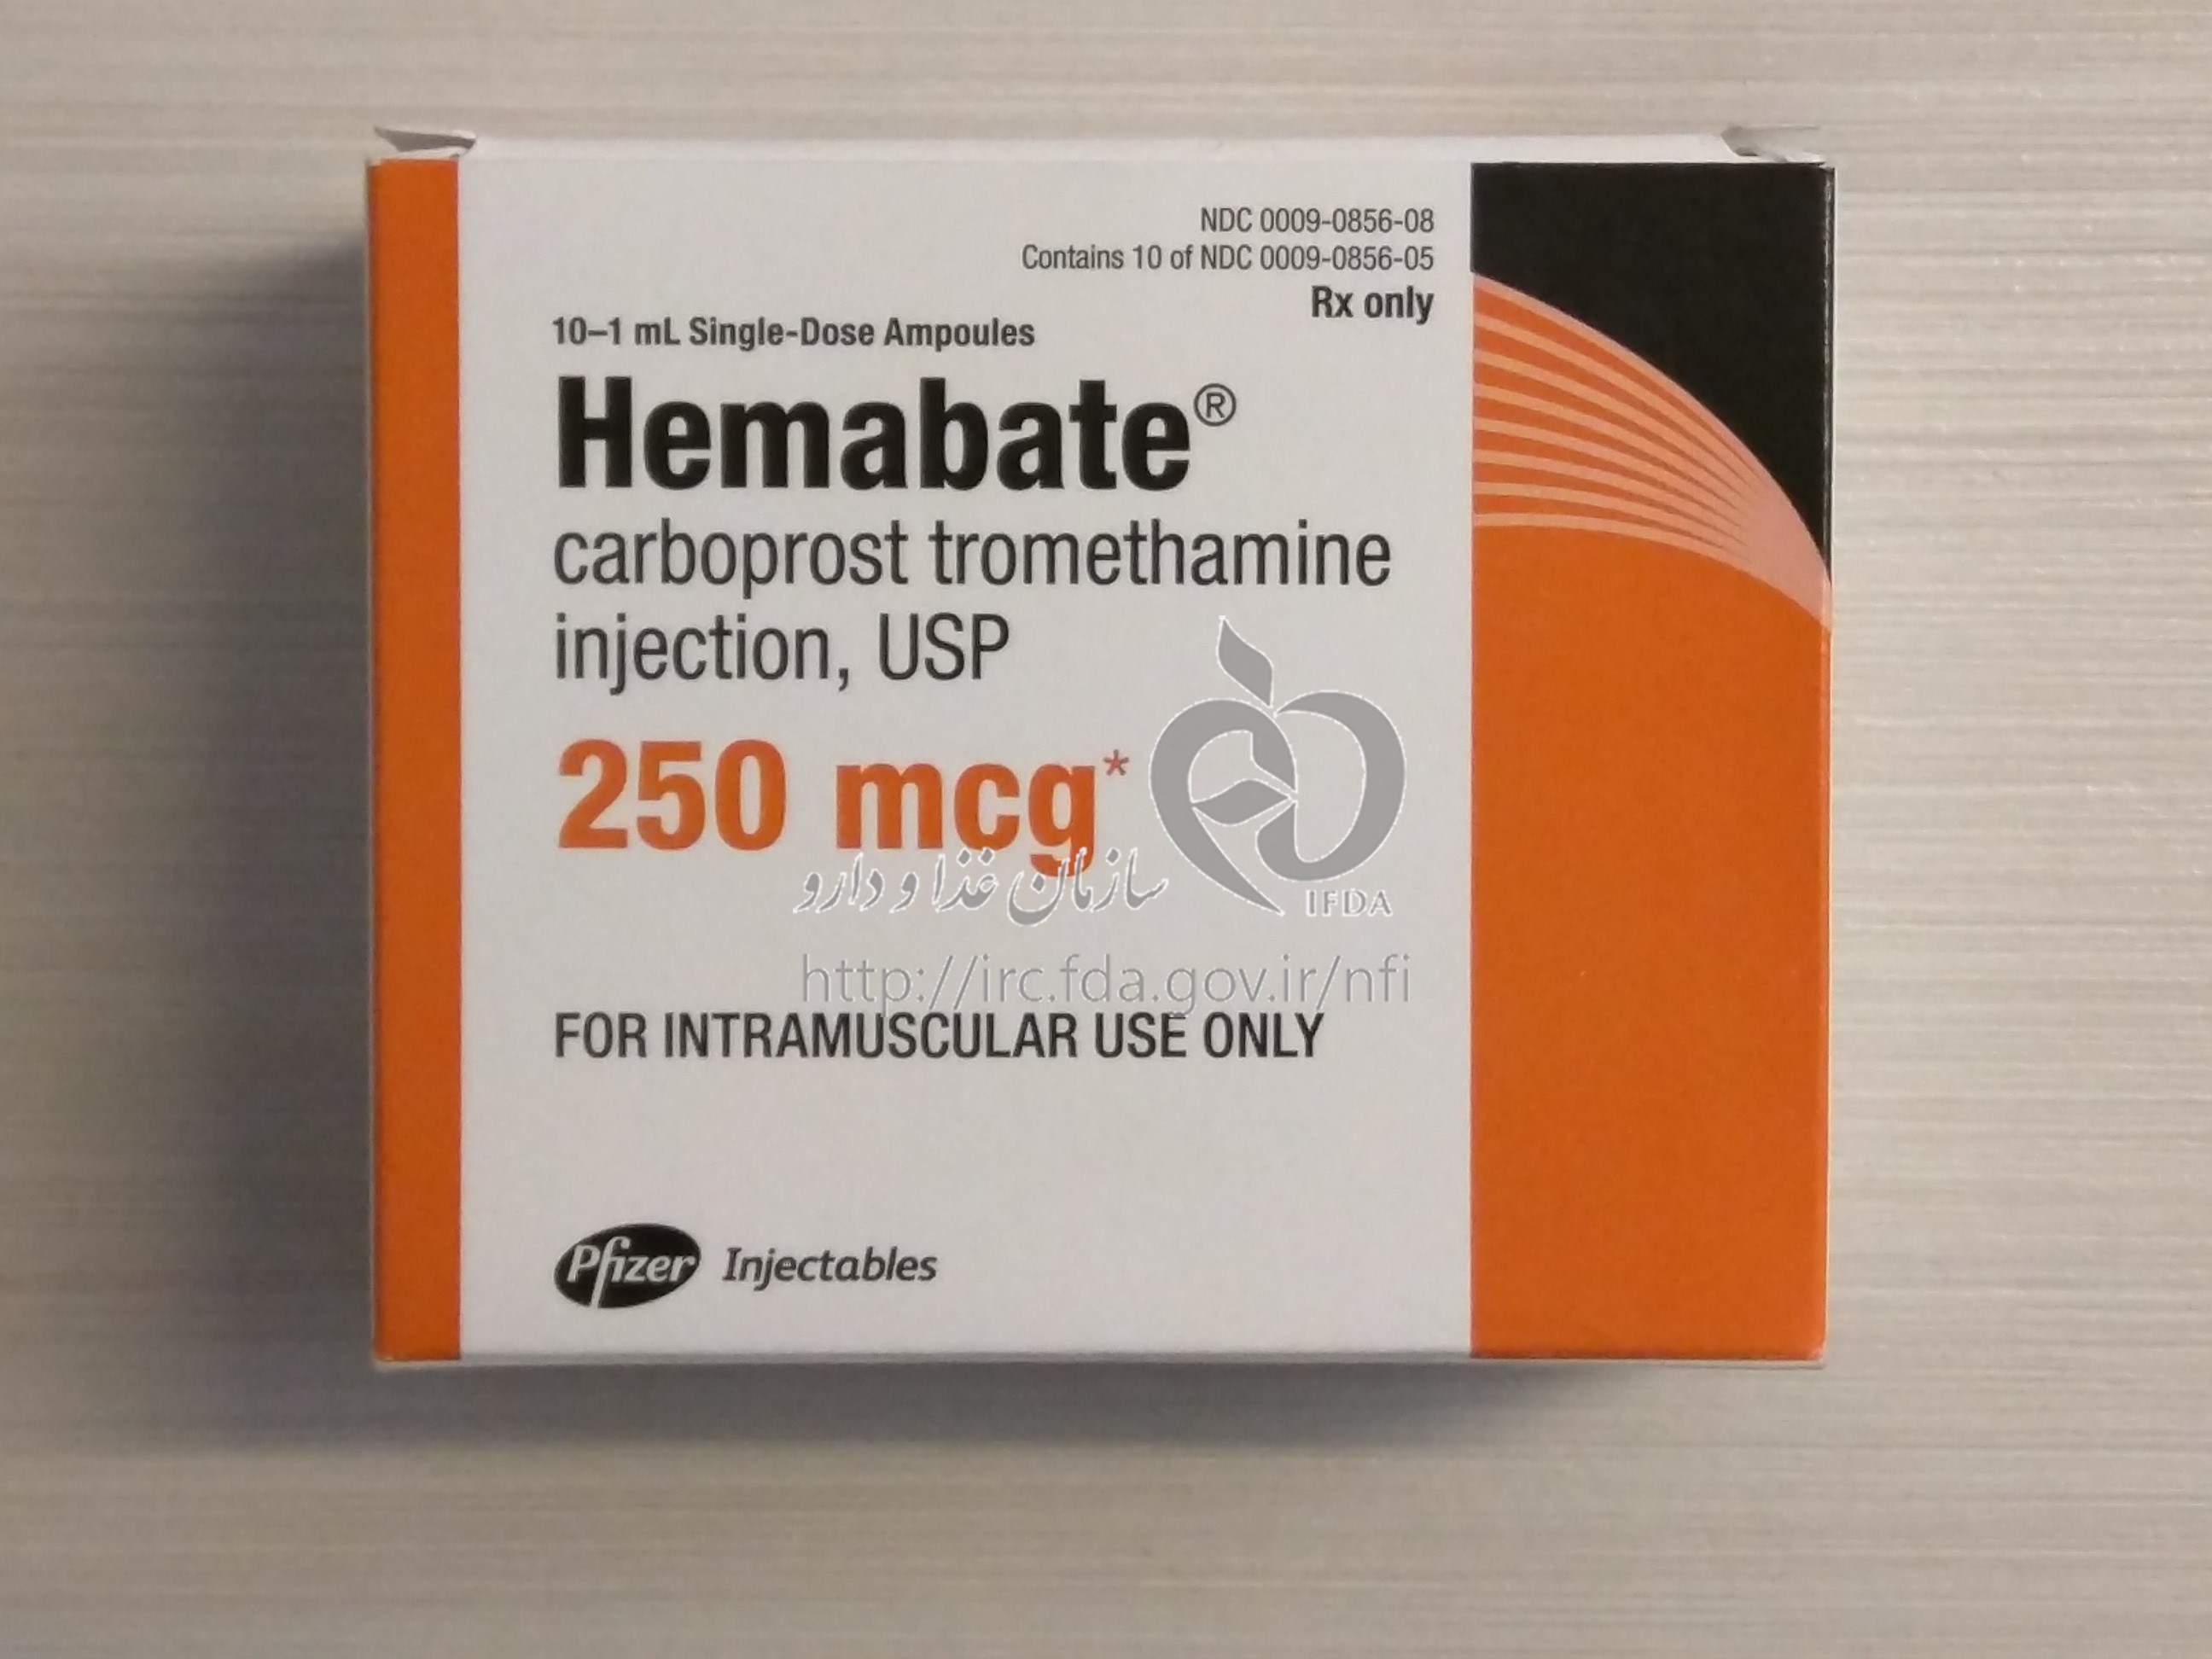 NDC 0009-0856-08
Contains 10 of NDC 0009-0856-05
Rx only
10–1 mL Single-Dose Ampoules
Hemabate®
carboprost tromethamine
injection, USP
250 mcg*
سازمان غذا و دارو
IFDA
http://irc.fda.gov.ir/nfi
FOR INTRAMUSCULAR USE ONLY
Pfizer Injectables